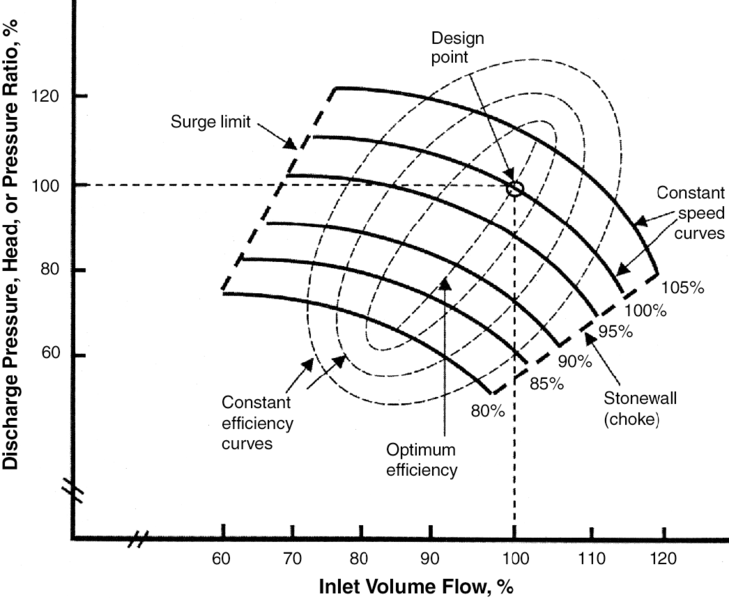 Discharge Pressure, Head, or Pressure Ratio, %
Design
point
120
Surge limit
100
Constant
speed
curves
80
105%
100%
95%
60
90%
85%
80%
Stonewall
(choke)
Constant
efficiency
curves
Optimum
efficiency
60 70 80 90 100 110 120
Inlet Volume Flow, %